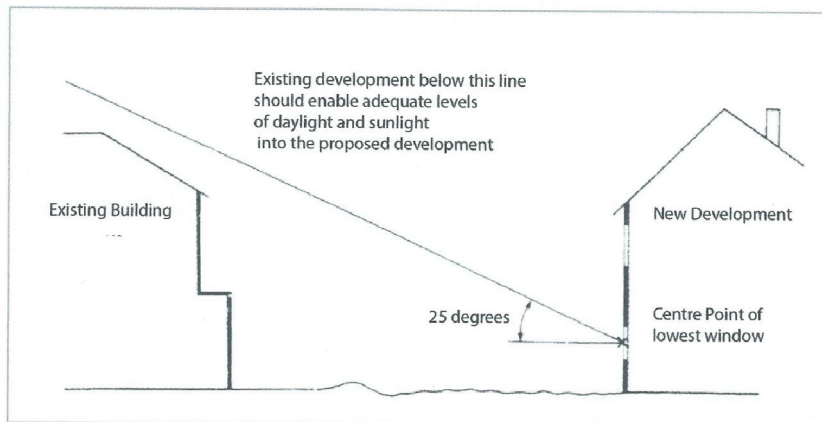 Existing development below this line
should enable adequate levels
of daylight and sunlight
into the proposed development
Existing Building
New Development
25 degrees
Centre Point of
lowest window